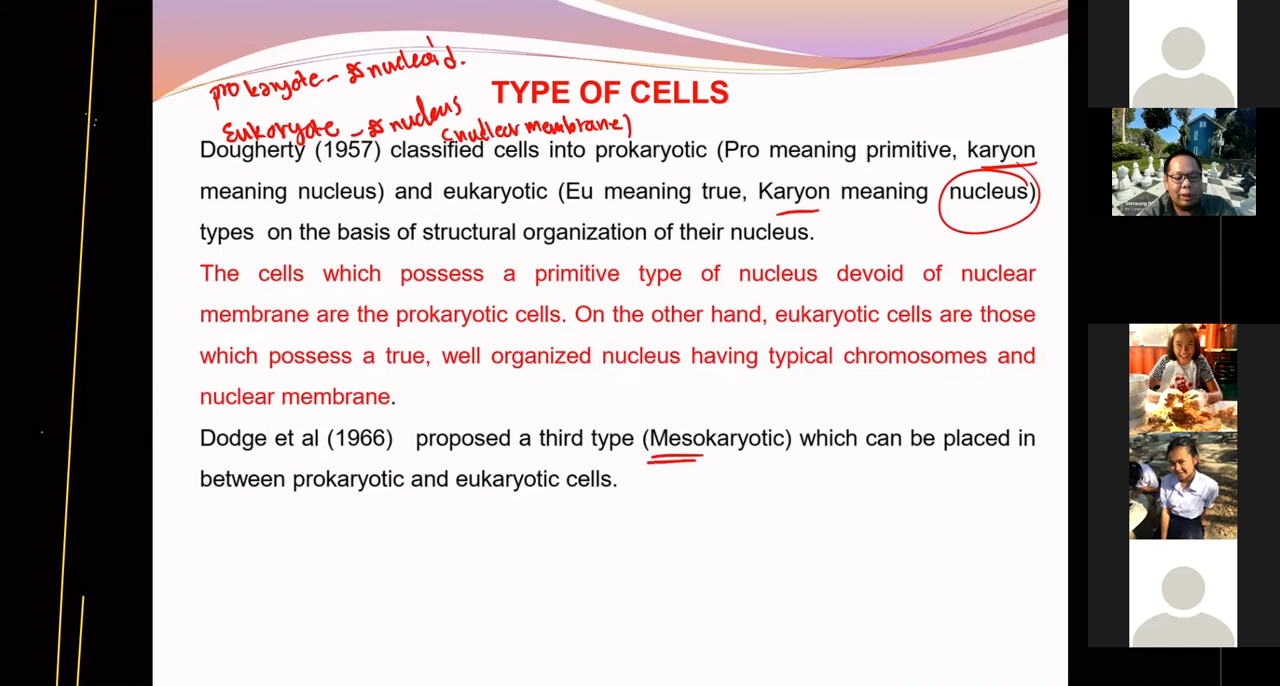 prokaryote - nucleoid.
TYPE OF CELLS
Eukaryote - nucleus
(nuclear membrane)
Dougherty (1957) classified cells into prokaryotic (Pro meaning primitive, karyon
meaning nucleus) and eukaryotic (Eu meaning true, Karyon meaning nucleus)
types on the basis of structural organization of their nucleus.
The cells which possess a primitive type of nucleus devoid of nuclear
membrane are the prokaryotic cells. On the other hand, eukaryotic cells are those
which possess a true, well organized nucleus having typical chromosomes and
nuclear membrane.
Dodge et al (1966) proposed a third type (Mesokaryotic) which can be placed in
between prokaryotic and eukaryotic cells.